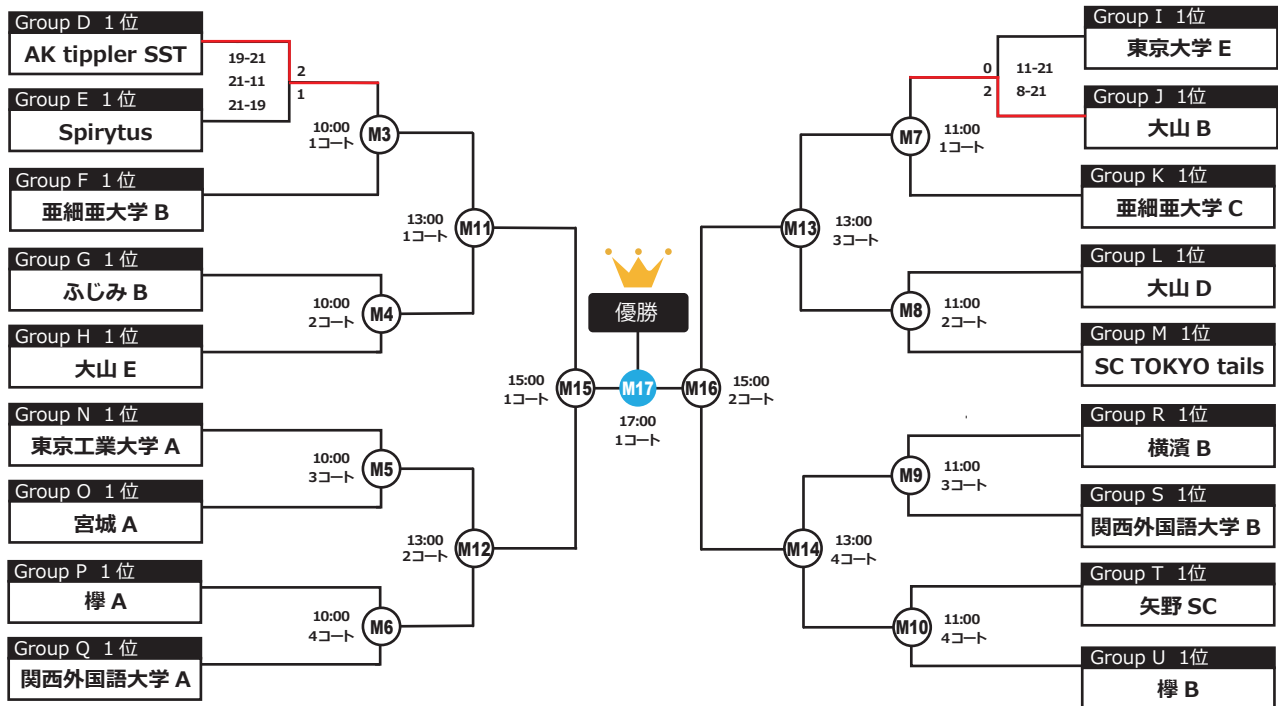 Group D 1 位
AK tippler SST
Group E 1 位
Spirytus
19-21
21-11
21-19
2
1
10:00
1コート
M3
Group F 1 位
亜細亜大学 B
13:00
1コート
M11
Group G 1 位
ふじみ B
10:00
2コート
M4
Group H 1 位
大山 E
15:00
1コート
M15
Group N 1 位
東京工業大学 A
10:00
3コート
M5
Group O 1 位
宮城 A
13:00
2コート
M12
Group P 1 位
欅 A
10:00
4コート
M6
Group Q 1 位
関西外国語大学 A
優勝
M17
17:00
1コート
Group I 1位
東京大学 E
0
2
11-21
8-21
Group J 1位
大山 B
M7
11:00
1コート
Group K 1位
亜細亜大学 C
M13
13:00
3コート
Group L 1位
大山 D
M8
11:00
2コート
Group M 1位
SC TOKYO tails
M16
15:00
2コート
Group R 1位
横濱 B
M9
11:00
3コート
Group S 1位
関西外国語大学 B
M14
13:00
4コート
Group T 1位
矢野 SC
M10
11:00
4コート
Group U 1位
欅 B